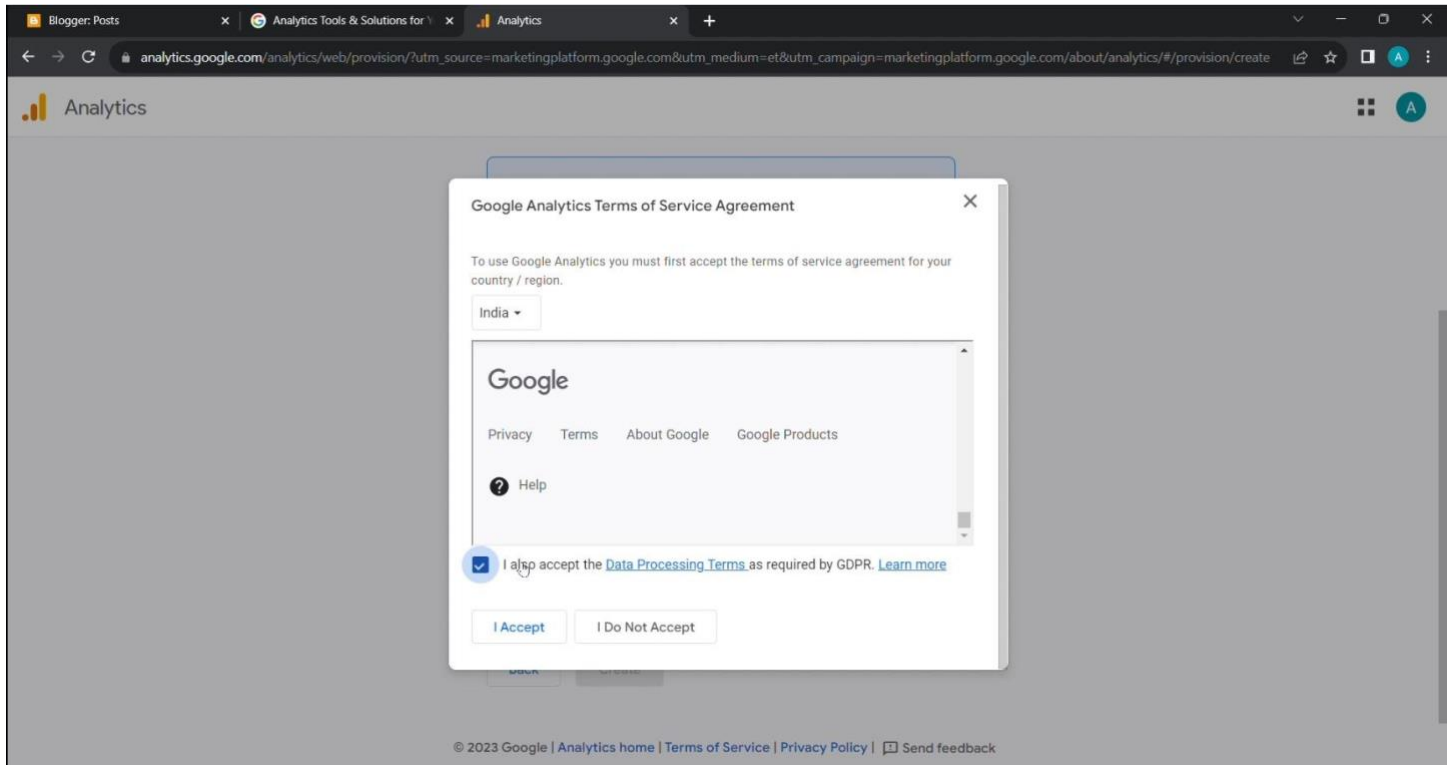 Blogger: Posts
Analytics Tools & Solutions for
Analytics
analytics.google.com/analytics/web/provision/?utm_source=marketingplatform.google.com&utm_medium=et&utm_campaign=marketingplatform.google.com/about/analytics/#/provision/create
A
Analytics
A
Google Analytics Terms of Service Agreement
To use Google Analytics you must first accept the terms of service agreement for your
country / region.
India
Google
Privacy Terms About Google Google Products
Help
I also accept the Data Processing Terms as required by GDPR. Learn more
I Accept I Do Not Accept
Back Create
© 2023 Google | Analytics home | Terms of Service | Privacy Policy | Send feedback